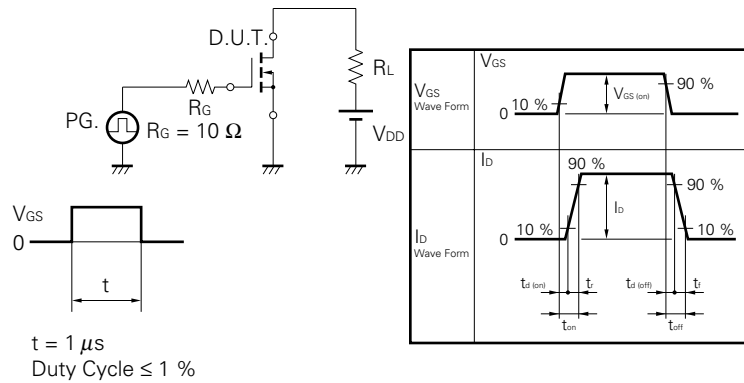 D.U.T.
RL
RG
PG.
RG = 10 Ω
VDD
VGS
0
t
t = 1 μs
Duty Cycle ≤ 1 %
VGS
Wave Form
VGS
10 %
0
VGS (on)
90 %
ID
Wave Form
ID
90 %
90 %
ID
10 %
0
10 %
td (on)
tr
td (off)
tf
ton
toff